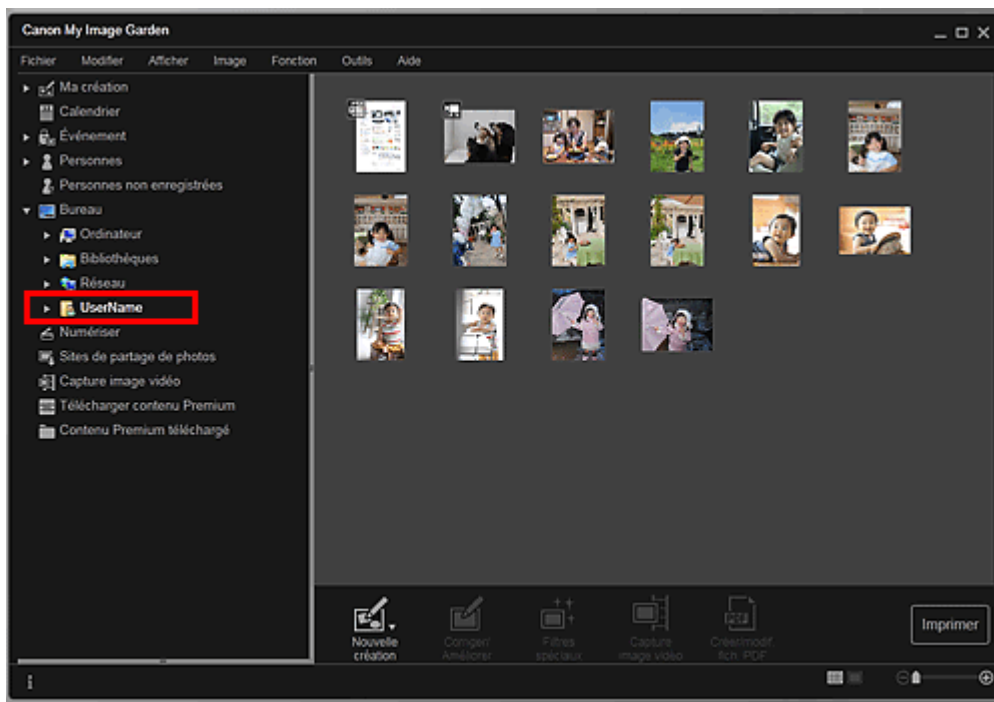 Canon My Image Garden
Fichier Modifier Afficher Image Fonction Outils Aide
Ma création
Calendrier
Événement
Personnes
Personnes non enregistrées
Bureau
Ordinateur
Bibliothèques
Réseau
UserName
Numériser
Sites de partage de photos
Capture image vidéo
Télécharger contenu Premium
Contenu Premium téléchargé
Nouvelle
création
Corriger/
Améliorer
Filtres
spéciaux
Capture
image vidéo
Créer/modif.
fich. PDF
Imprimer